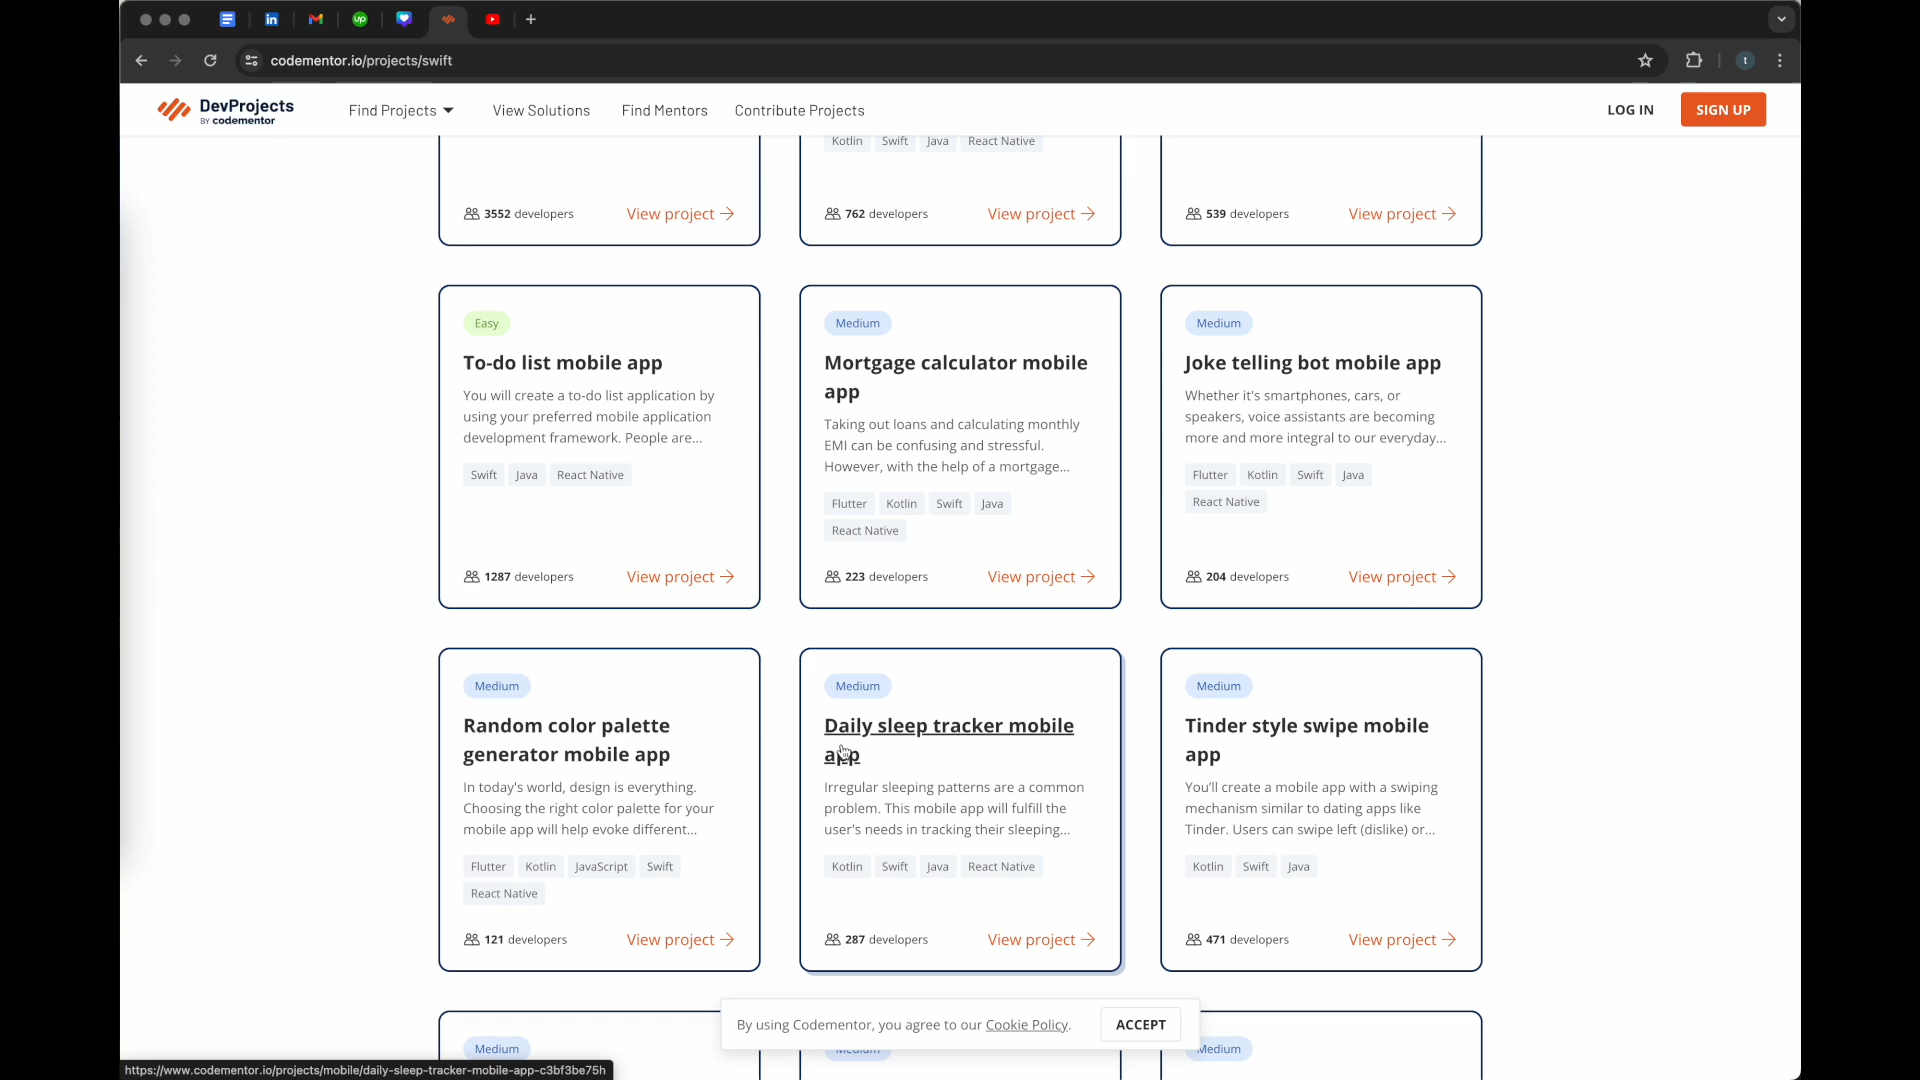 codementor.io/projects/swift
t
DevProjects
BY codementor
Find Projects
View Solutions
Find Mentors
Contribute Projects
LOG IN
SIGN UP
3552 developers
View project
Kotlin
Swift
Java
React Native
762 developers
View project
539 developers
View project
Easy
To-do list mobile app
You will create a to-do list application by
using your preferred mobile application
development framework. People are...
Swift
Java
React Native
1287 developers
View project
Medium
Mortgage calculator mobile
app
Taking out loans and calculating monthly
EMI can be confusing and stressful.
However, with the help of a mortgage...
Flutter
Kotlin
Swift
Java
React Native
223 developers
View project
Medium
Joke telling bot mobile app
Whether it's smartphones, cars, or
speakers, voice assistants are becoming
more and more integral to our everyday...
Flutter
Kotlin
Swift
Java
React Native
204 developers
View project
Medium
Random color palette
generator mobile app
In today's world, design is everything.
Choosing the right color palette for your
mobile app will help evoke different...
Flutter
Kotlin
JavaScript
Swift
React Native
121 developers
View project
Medium
Daily sleep tracker mobile
app
Irregular sleeping patterns are a common
problem. This mobile app will fulfill the
user's needs in tracking their sleeping...
Kotlin
Swift
Java
React Native
287 developers
View project
Medium
Tinder style swipe mobile
app
You'll create a mobile app with a swiping
mechanism similar to dating apps like
Tinder. Users can swipe left (dislike) or...
Kotlin
Swift
Java
471 developers
View project
Medium
Medium
Medium
By using Codementor, you agree to our Cookie Policy.
ACCEPT
https://www.codementor.io/projects/mobile/daily-sleep-tracker-mobile-app-c3bf3be75h